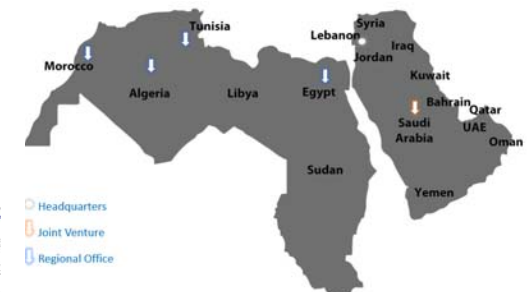 Syria
Tunisia
Lebanon
Iraq
Jordan
Morocco
Kuwait
Algeria
Libya
Egypt
Bahrain
Qatar
Saudi
Arabia
UAE
Oman
Sudan
Yemen
Headquarters
Joint Venture
Regional Office